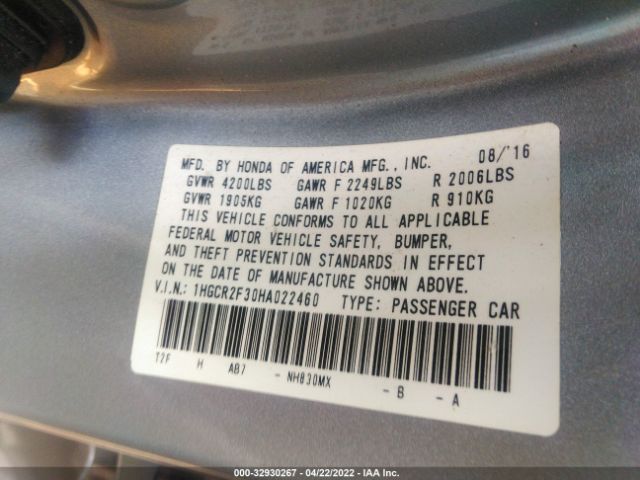 MFD. BY HONDA OF AMERICA MFG., INC. 08/'16
GVWR 4200LBS GAWR F 2249LBS R 2006LBS
GVWR 1905KG GAWR F 1020KG R 910KG
THIS VEHICLE CONFORMS TO ALL APPLICABLE
FEDERAL MOTOR VEHICLE SAFETY, BUMPER,
AND THEFT PREVENTION STANDARDS IN EFFECT
ON THE DATE OF MANUFACTURE SHOWN ABOVE.
V.I.N.: 1HGCR2F30HA022460 TYPE: PASSENGER CAR
T2F H AB7 - NH830MX - B - A
000-32930267 - 04/22/2022 - IAA Inc.